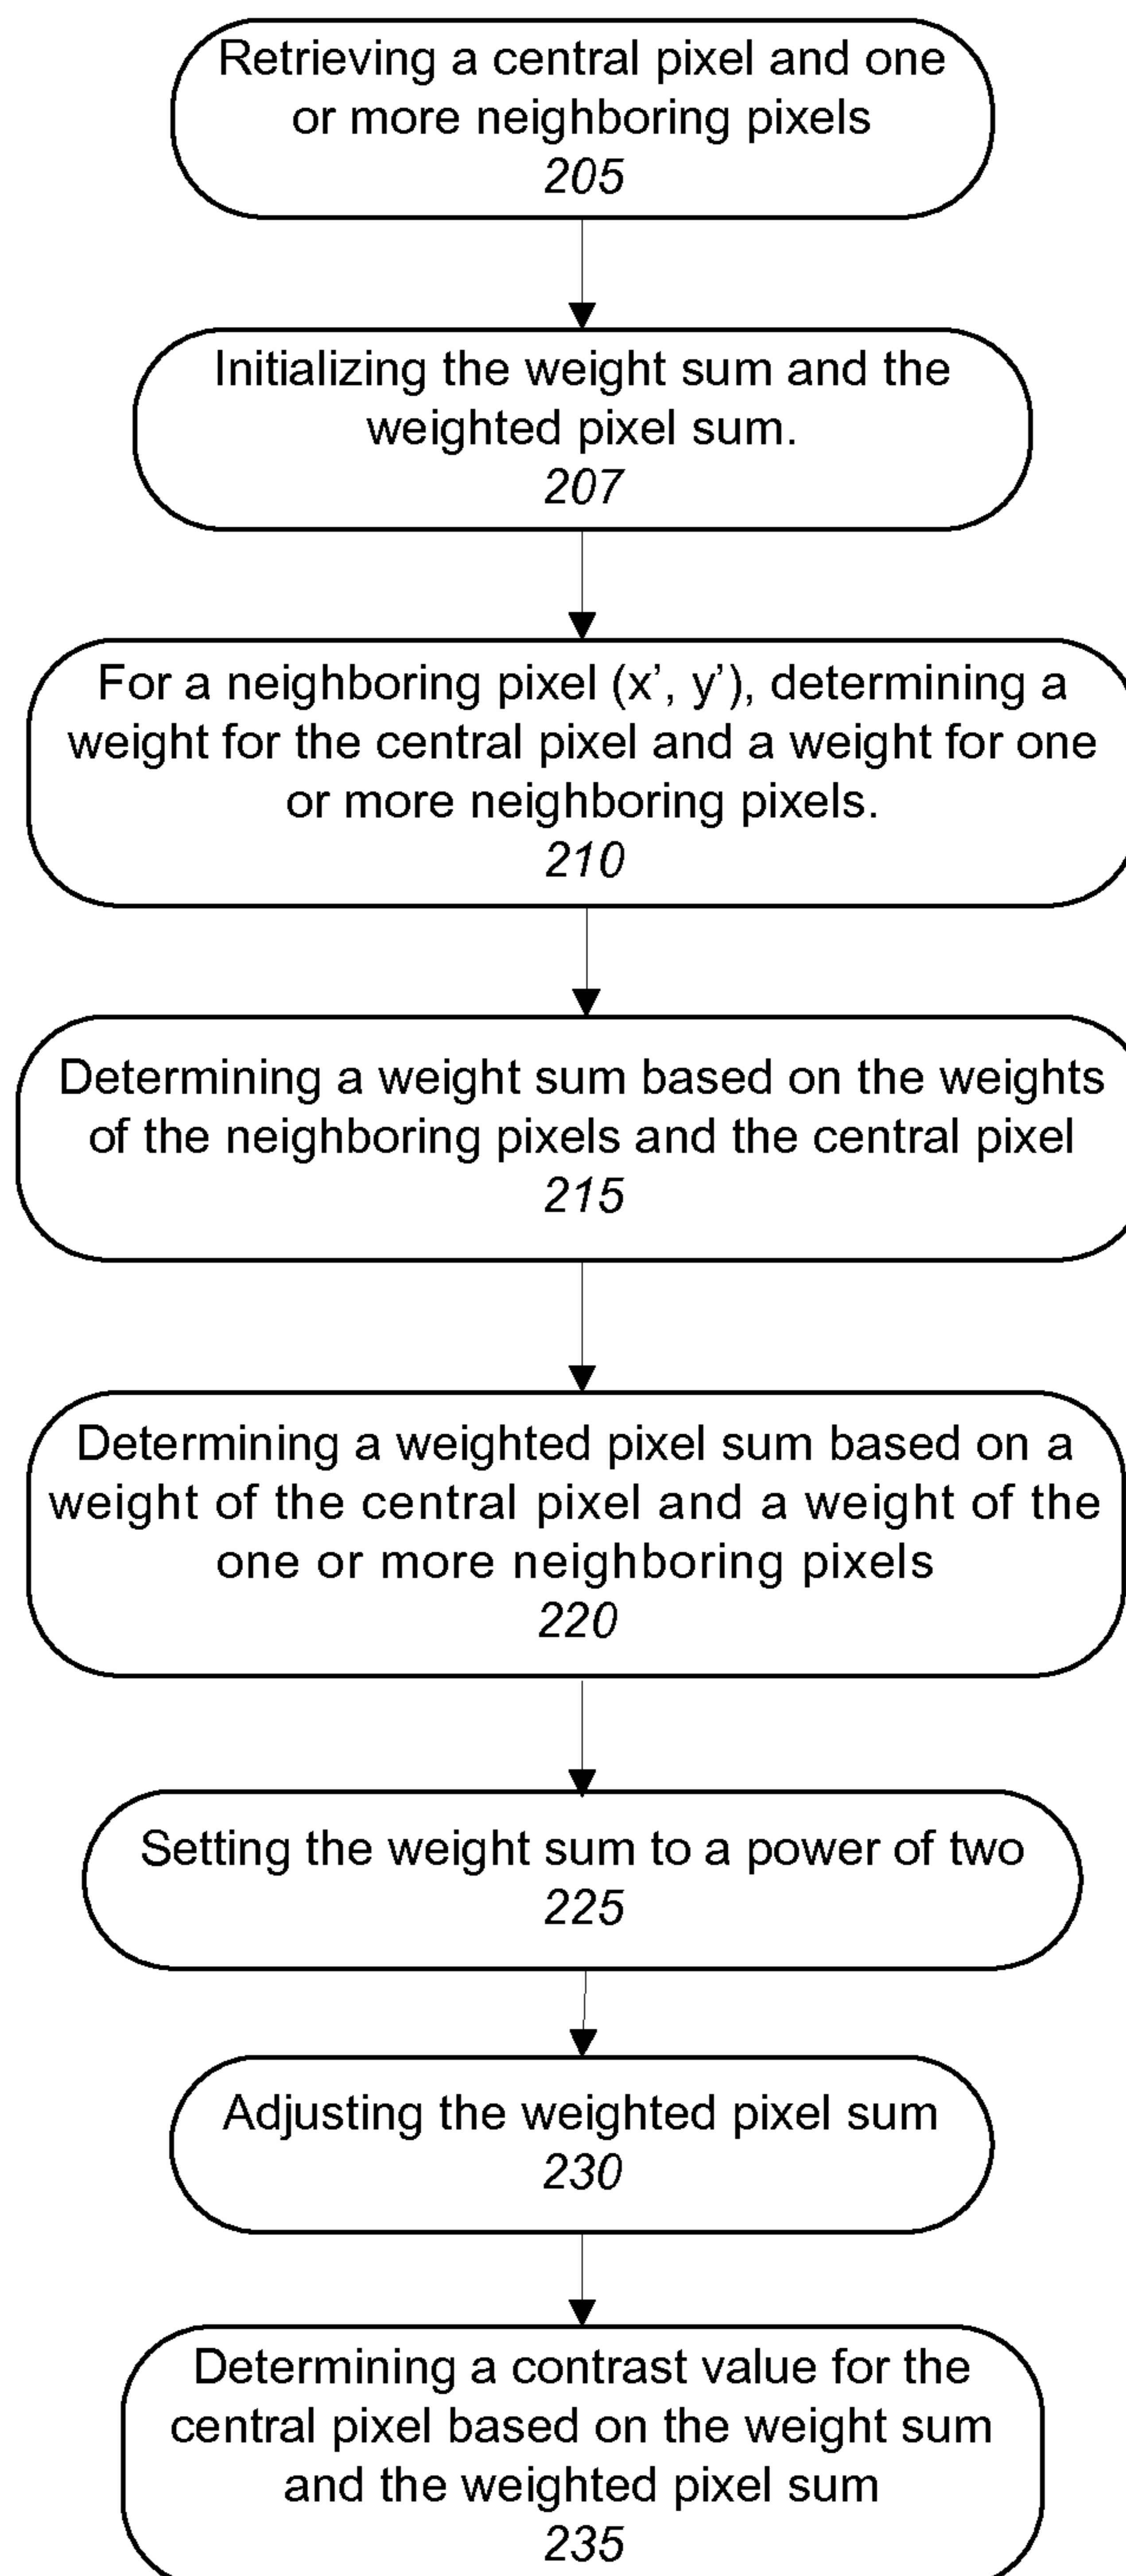 Retrieving a central pixel and one
or more neighboring pixels
205
Initializing the weight sum and the
weighted pixel sum.
207
For a neighboring pixel (x’, y’), determining a
weight for the central pixel and a weight for one
or more neighboring pixels.
210
Determining a weight sum based on the weights
of the neighboring pixels and the central pixel
215
Determining a weighted pixel sum based on a
weight of the central pixel and a weight of the
one or more neighboring pixels
220
Setting the weight sum to a power of two
225
Adjusting the weighted pixel sum
230
Determining a contrast value for the
central pixel based on the weight sum
and the weighted pixel sum
235